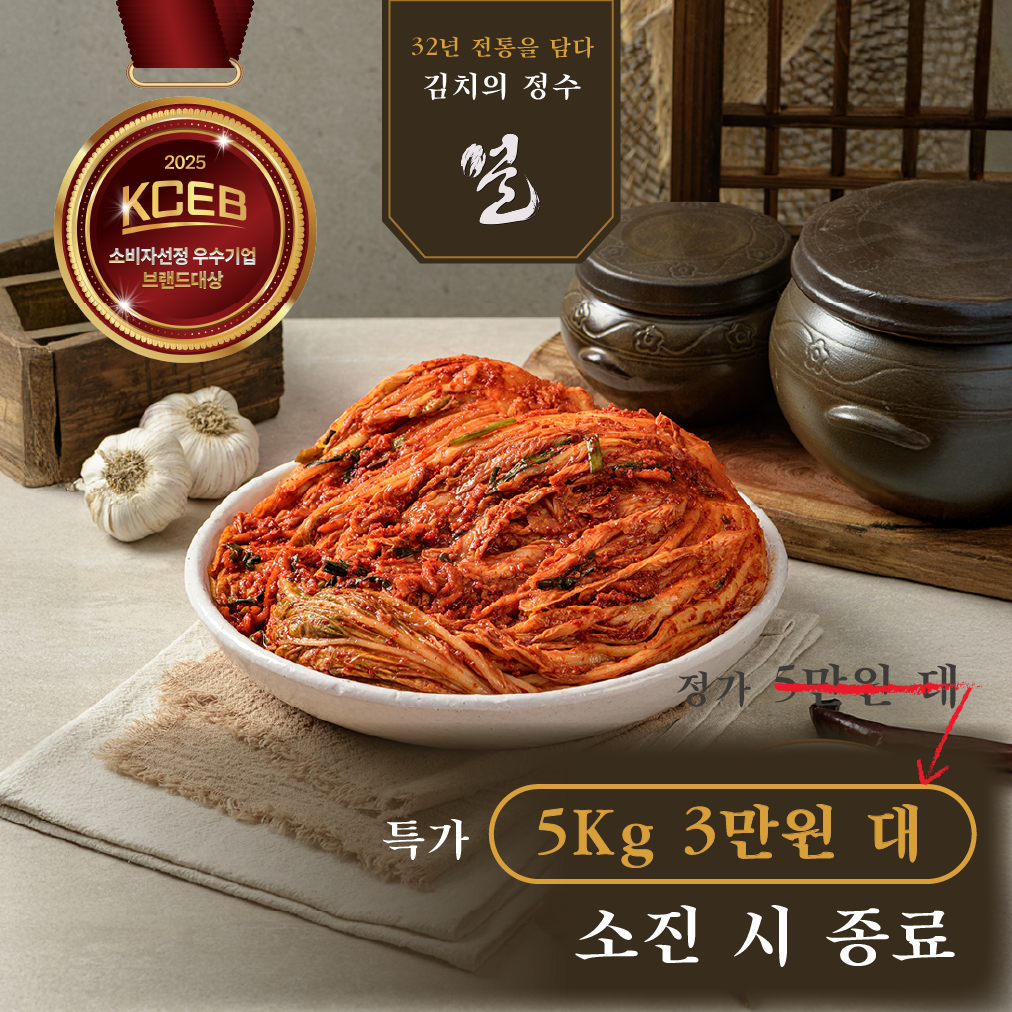 32년 전통을 담다
김치의 정수
2025
KCEB
소비자선정 우수기업
브랜드대상
정가 5만원 대
특가 5Kg 3만원 대
소진 시 종료